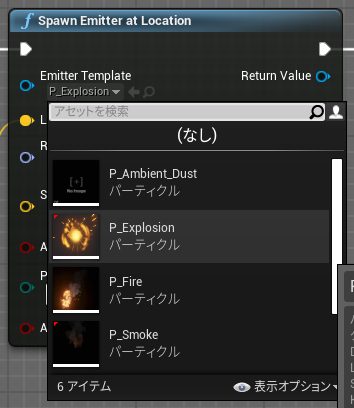 Spawn Emitter at Location
Emitter Template
Return Value
P_Explosion
L
アセットを検索
(なし)
R
P_Ambient_Dust
パーティクル
S
P_Explosion
パーティクル
A
P_Fire
パーティクル
P
P_Smoke
パーティクル
A
6 アイテム
表示オプション